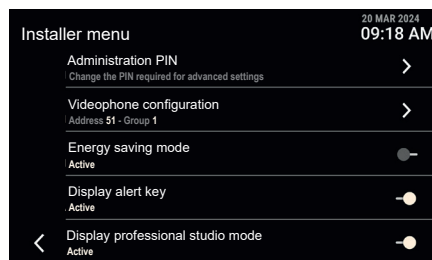 20 MAR 2024
Installer menu 09:18 AM
Administration PIN
Change the PIN required for advanced settings
Videophone configuration
Address 51 - Group 1
Energy saving mode
Active
Display alert key
Active
Display professional studio mode
Active